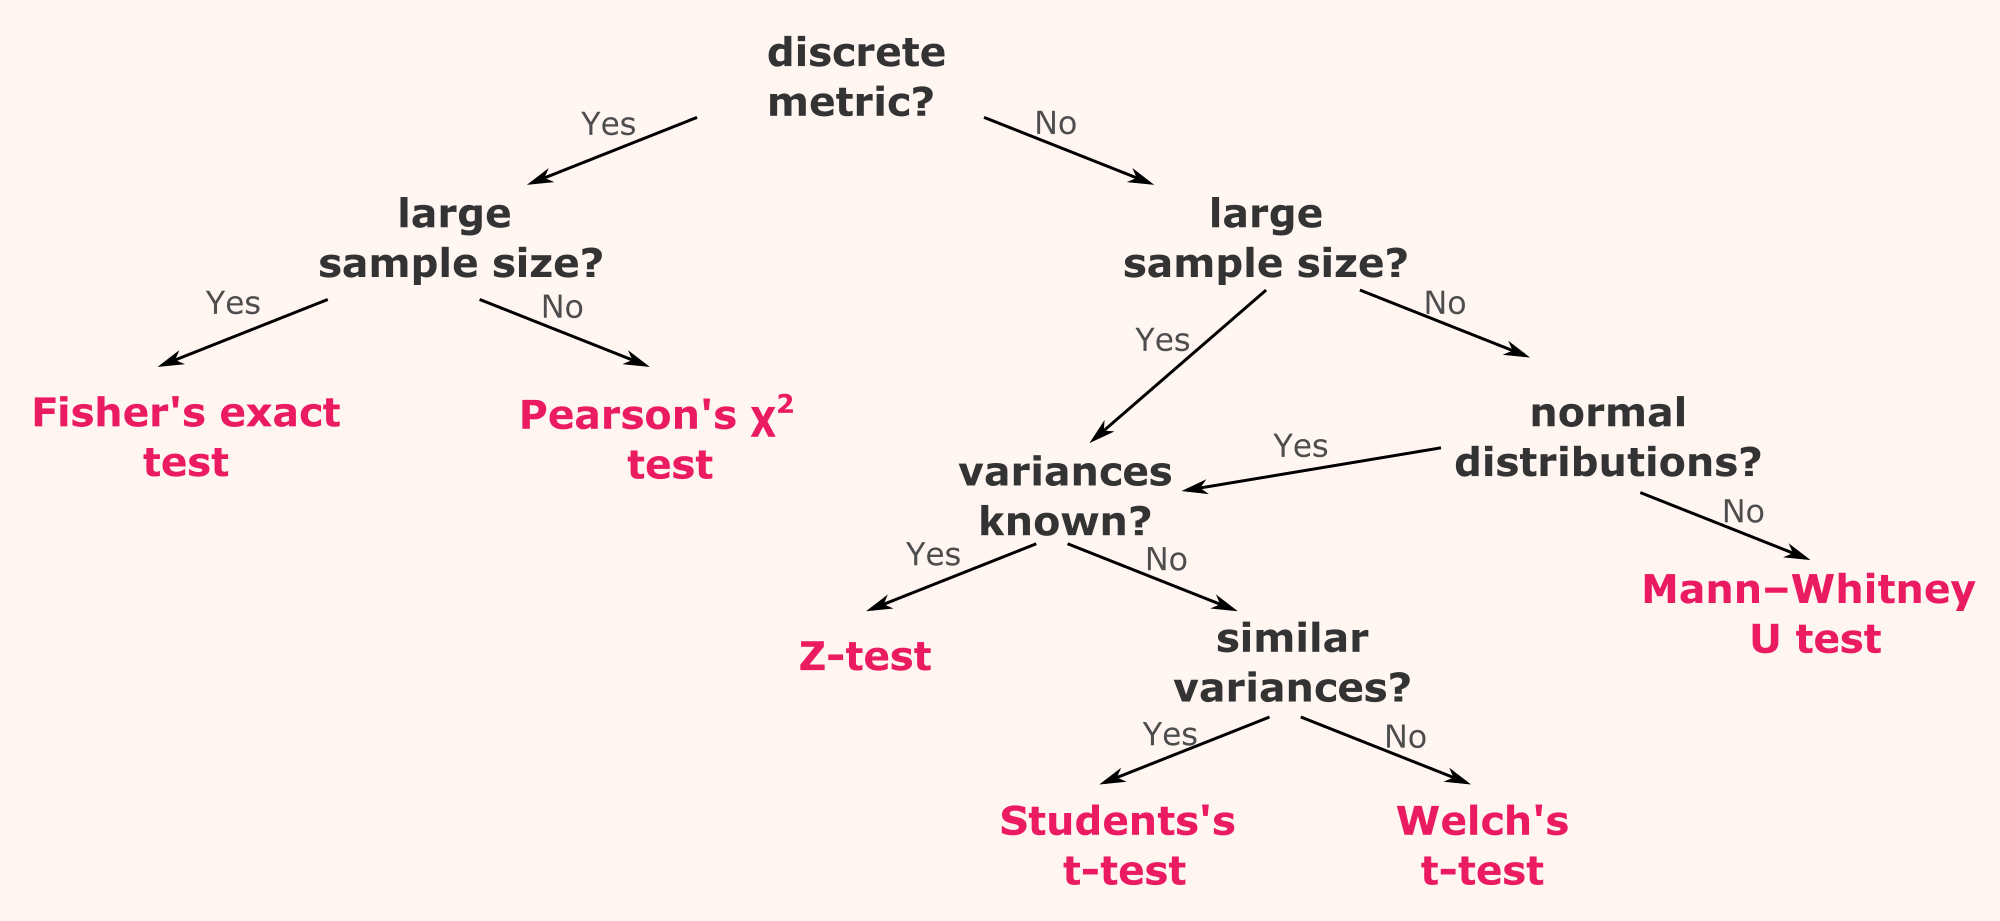 discrete
metric?
Yes
No
large
sample size?
large
sample size?
Yes
No
Yes
No
Fisher's exact
test
Pearson's χ²
test
normal
distributions?
Yes
variances
known?
No
Yes
No
Mann–Whitney
U test
Z-test
similar
variances?
Yes
No
Students's
t-test
Welch's
t-test